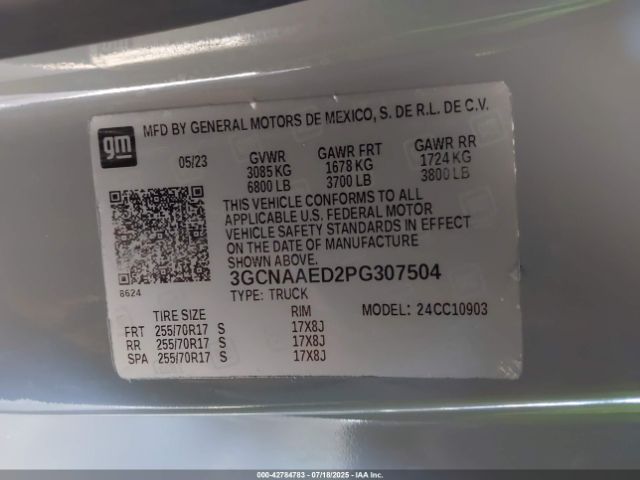 gm
MFD BY GENERAL MOTORS DE MEXICO, S. DE R.L. DE C.V.
05/23 GVWR GAWR FRT GAWR RR
3085 KG 1678 KG 1724 KG
6800 LB 3700 LB 3800 LB
THIS VEHICLE CONFORMS TO ALL
APPLICABLE U.S. FEDERAL MOTOR
VEHICLE SAFETY STANDARDS IN EFFECT
ON THE DATE OF MANUFACTURE
SHOWN ABOVE.
3GCNAAED2PG307504
8624
TYPE: TRUCK
MODEL: 24CC10903
TIRE SIZE RIM
FRT 255/70R17 S 17X8J
RR 255/70R17 S 17X8J
SPA 255/70R17 S 17X8J
000-42784783 - 07/18/2025 - IAA Inc.